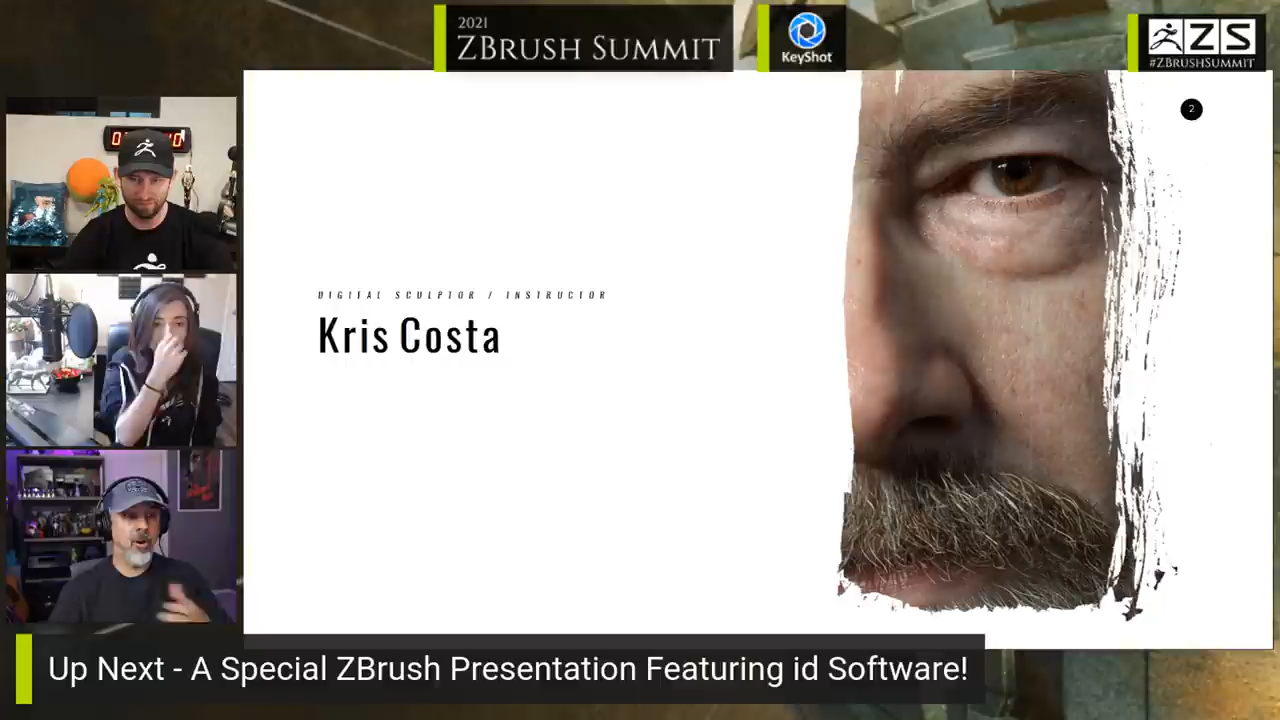 2021
ZBRUSH SUMMIT
KeyShot
ZS
#ZBRUSHSUMMIT
2
DIGITAL SCULPTOR / INSTRUCTOR
Kris Costa
Up Next - A Special ZBrush Presentation Featuring id Software!